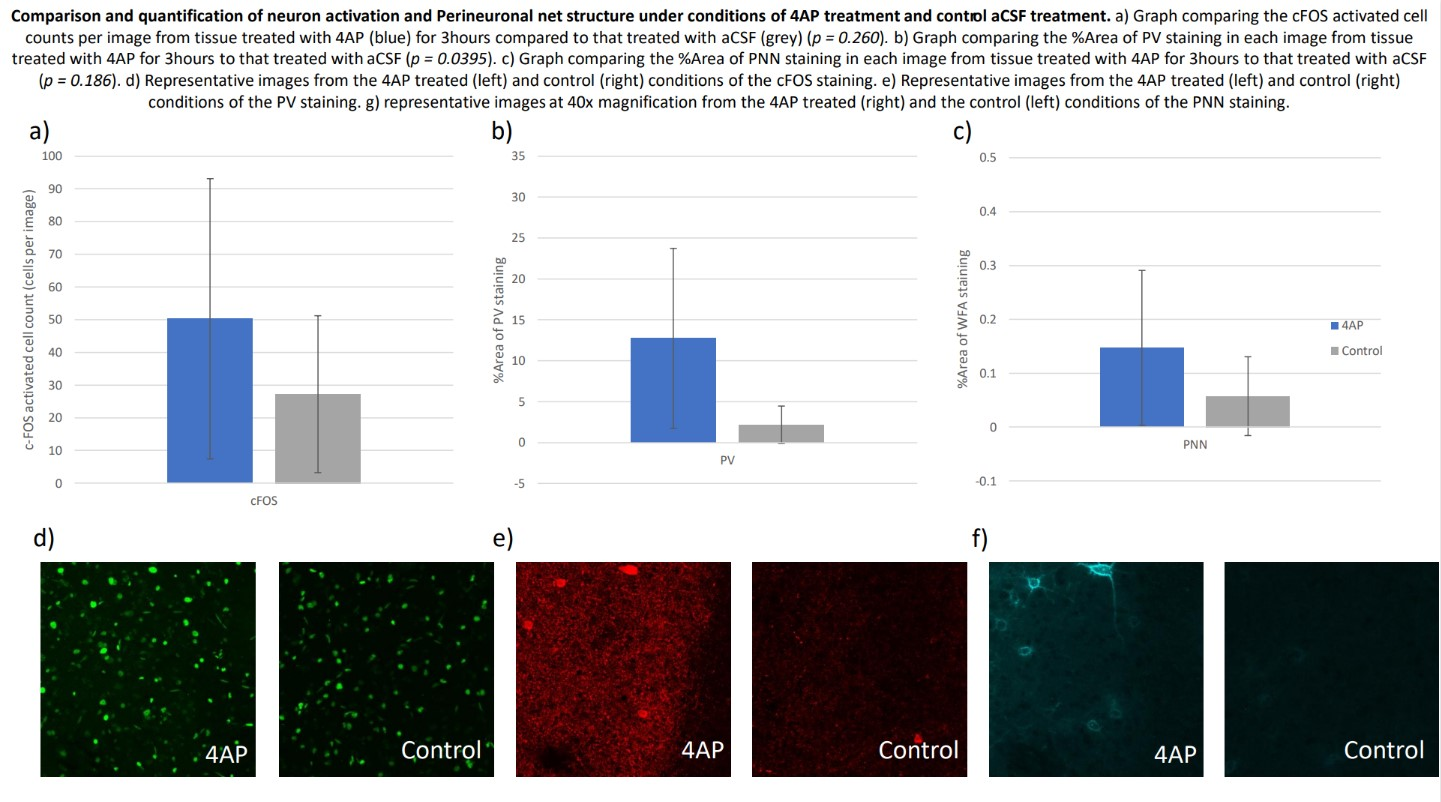 Comparison and quantification of neuron activation and Perineuronal net structure under conditions of 4AP treatment and control aCSF treatment. a) Graph comparing the cFOS activated cell
counts per image from tissue treated with 4AP (blue) for 3hours compared to that treated with aCSF (grey) (p = 0.260). b) Graph comparing the %Area of PV staining in each image from tissue
treated with 4AP for 3hours to that treated with aCSF (p = 0.0395). c) Graph comparing the %Area of PNN staining in each image from tissue treated with 4AP for 3hours to that treated with aCSF
(p = 0.186). d) Representative images from the 4AP treated (left) and control (right) conditions of the cFOS staining. e) Representative images from the 4AP treated (left) and control (right)
conditions of the PV staining. g) representative images at 40x magnification from the 4AP treated (right) and the control (left) conditions of the PNN staining.
a)
c-FOS activated cell count (cells per image)
100
90
80
70
60
50
40
30
20
10
0
cFOS
b)
%Area of PV staining
35
30
25
20
15
10
5
0
-5
PV
c)
%Area of WFA staining
0.5
0.4
0.3
0.2
0.1
0
-0.1
PNN
4AP
Control
d)
4AP
Control
e)
4AP
Control
f)
4AP
Control